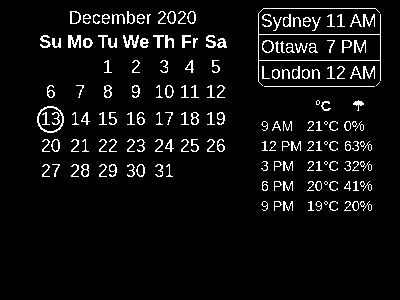 December 2020
Su Mo Tu We Th Fr Sa
1 2 3 4 5
6 7 8 9 10 11 12
13 14 15 16 17 18 19
20 21 22 23 24 25 26
27 28 29 30 31
Sydney 11 AM
Ottawa 7 PM
London 12 AM
°C ☂
9 AM 21°C 0%
12 PM 21°C 63%
3 PM 21°C 32%
6 PM 20°C 41%
9 PM 19°C 20%